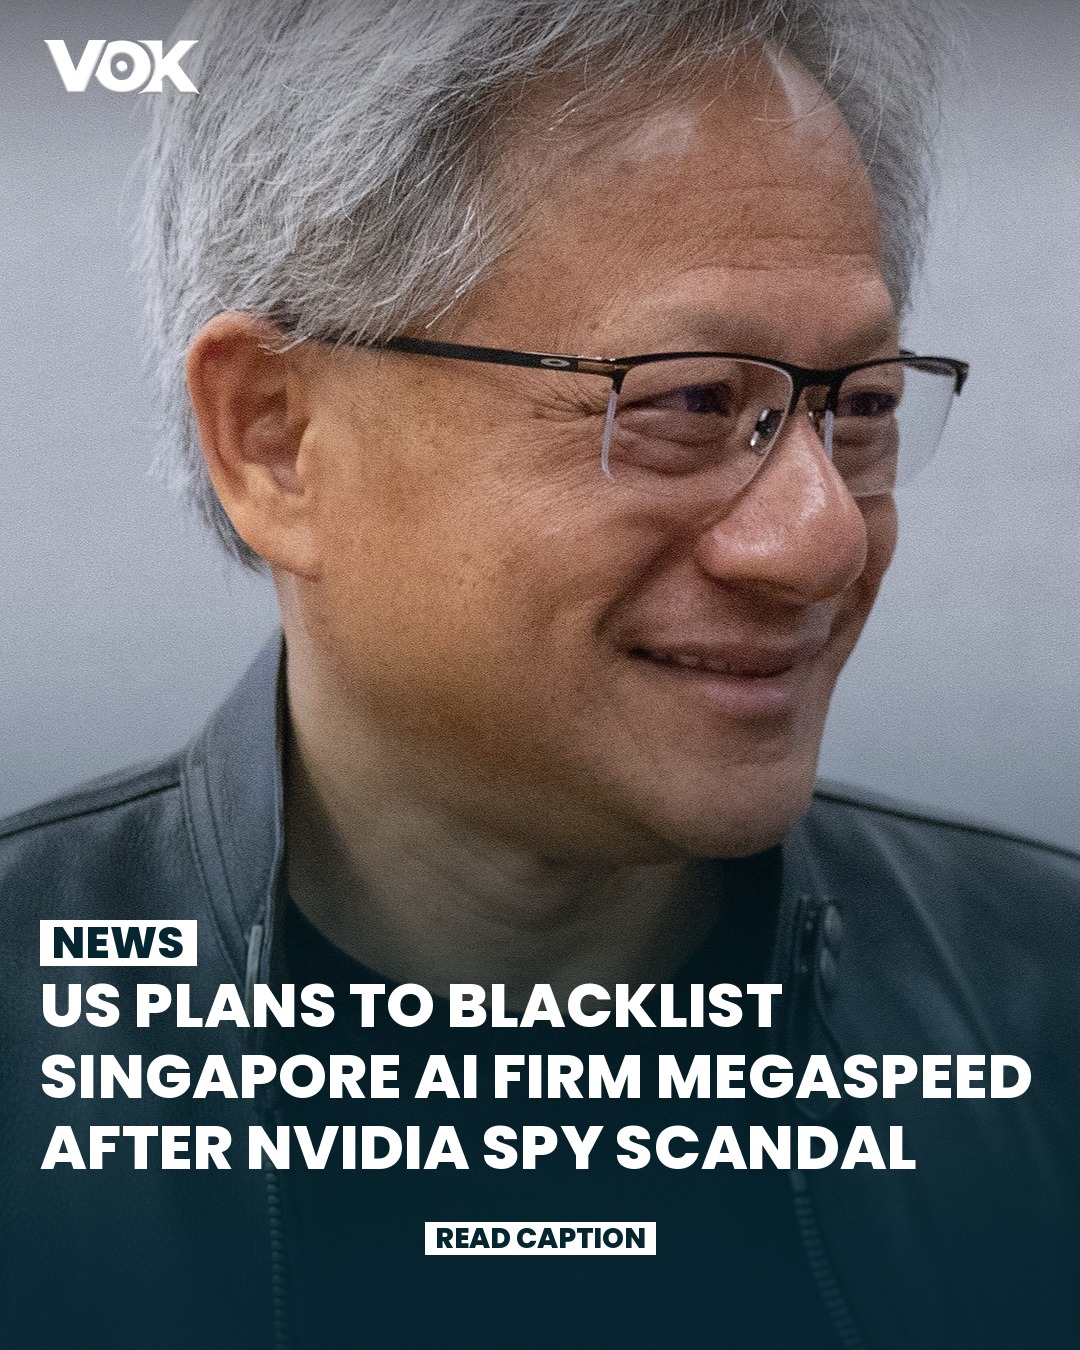 VOK
NEWS
US PLANS TO BLACKLIST
SINGAPORE AI FIRM MEGASPEED
AFTER NVIDIA SPY SCANDAL
READ CAPTION